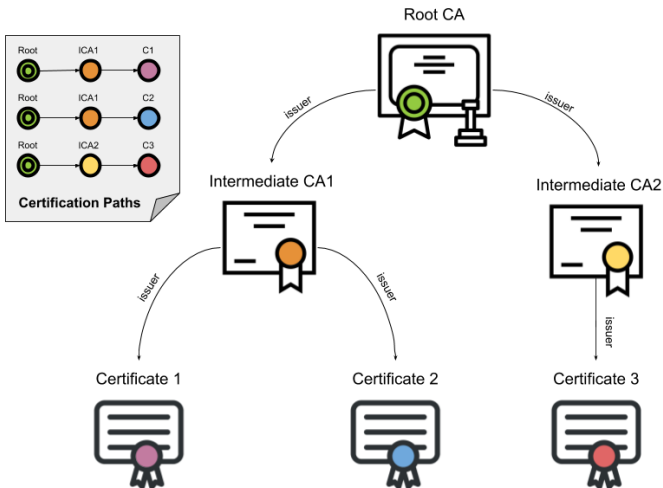 Root CA
Root ICA1 C1
Root ICA1 C2
Root ICA2 C3
Certification Paths
issuer
issuer
Intermediate CA1
Intermediate CA2
issuer
issuer
issuer
Certificate 1
Certificate 2
Certificate 3